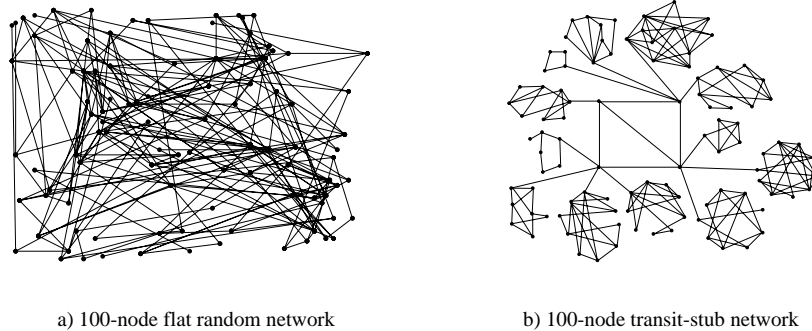 a) 100-node flat random network
b) 100-node transit-stub network